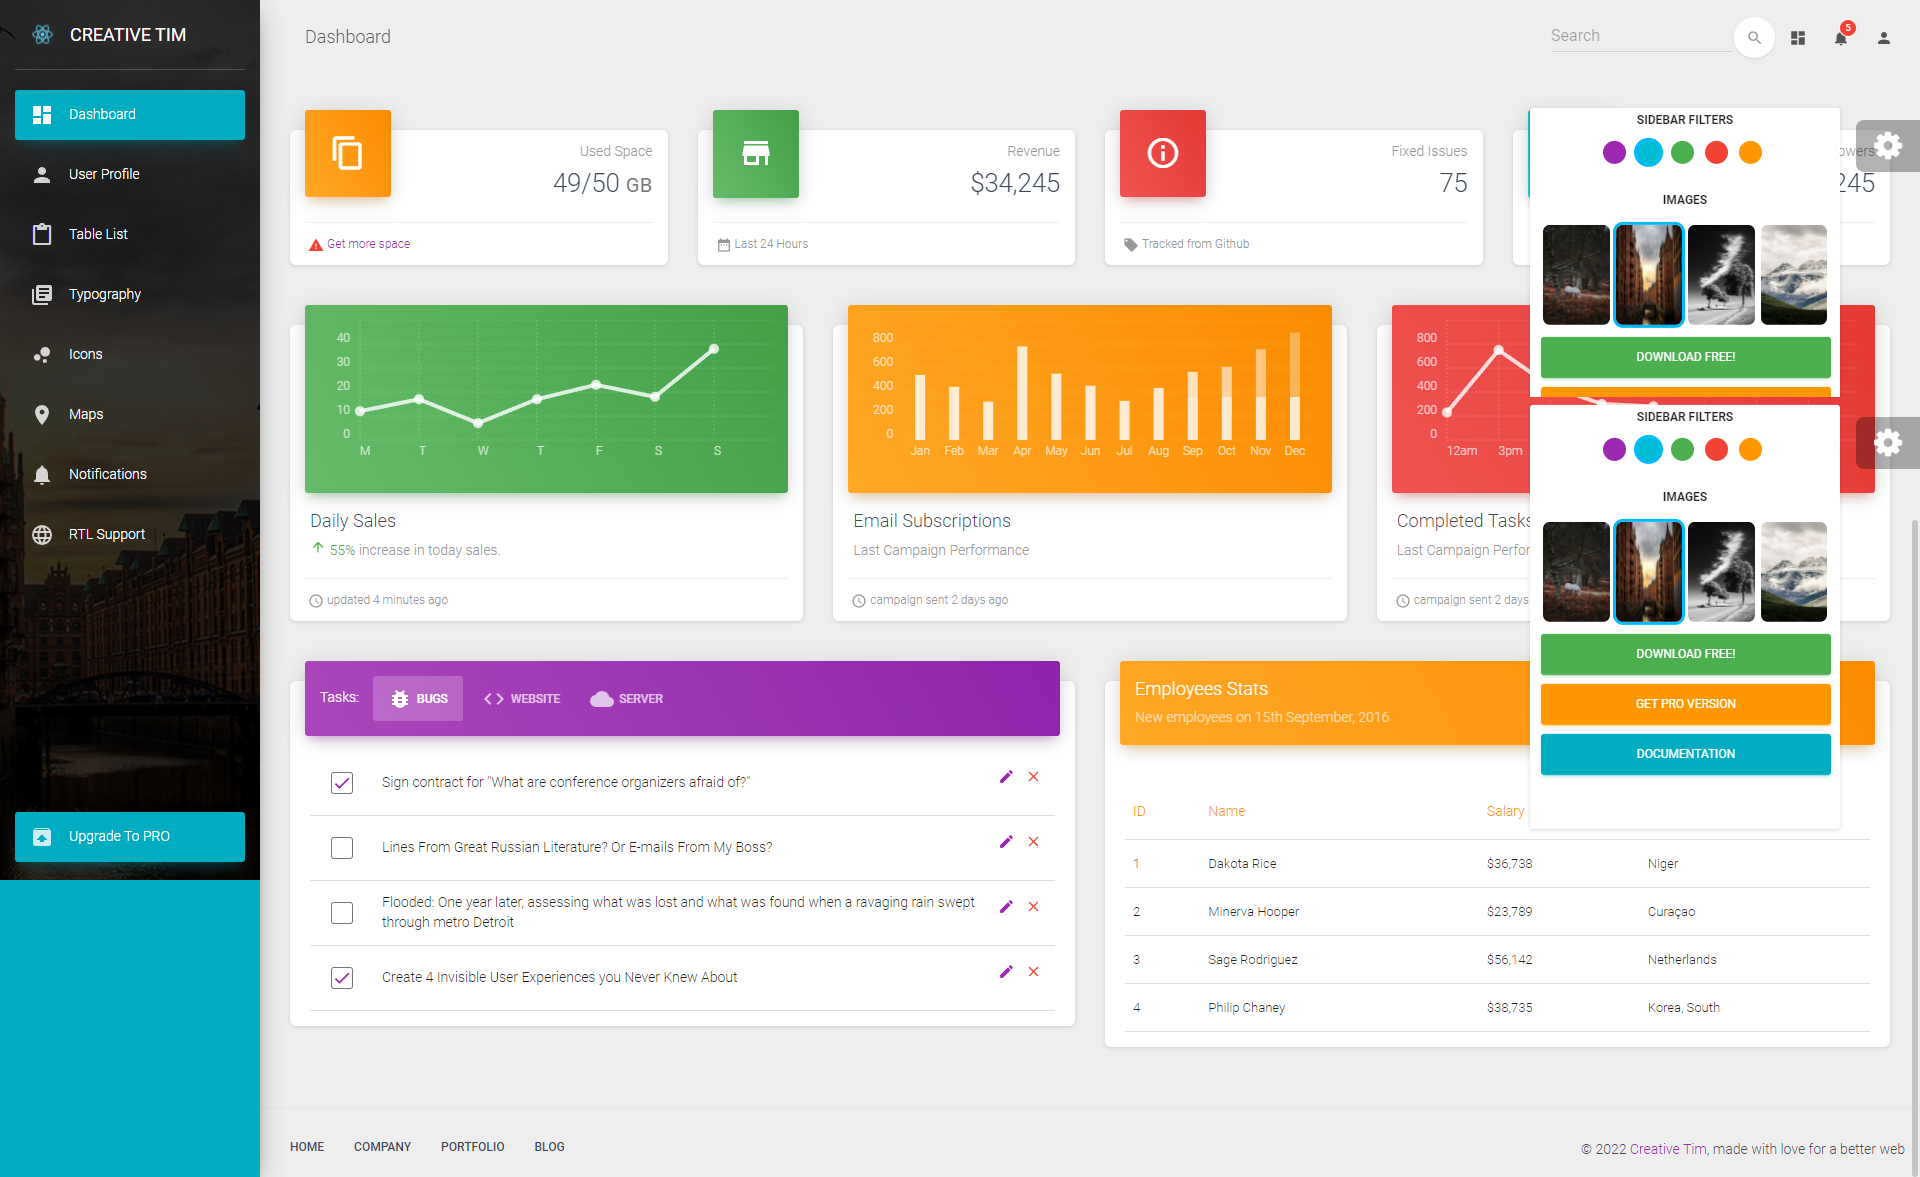 CREATIVE TIM
Dashboard
User Profile
Table List
Typography
Icons
Maps
Notifications
RTL Support
Upgrade To PRO
Dashboard
Search
5
Used Space
49/50 GB
Get more space
Revenue
$34,245
Last 24 Hours
Fixed Issues
75
Tracked from Github
245
SIDEBAR FILTERS
IMAGES
DOWNLOAD FREE!
SIDEBAR FILTERS
IMAGES
DOWNLOAD FREE!
GET PRO VERSION
DOCUMENTATION
40
30
20
10
0
M T W T F S S
Daily Sales
55% increase in today sales.
updated 4 minutes ago
800
600
400
200
0
Jan Feb Mar Apr May Jun Jul Aug Sep Oct Nov Dec
Email Subscriptions
Last Campaign Performance
campaign sent 2 days ago
800
600
400
200
0
12am 3pm
Completed Tasks
Last Campaign Perfor
campaign sent 2 days
Tasks: BUGS WEBSITE SERVER
Sign contract for "What are conference organizers afraid of?"
Lines From Great Russian Literature? Or E-mails From My Boss?
Flooded: One year later, assessing what was lost and what was found when a ravaging rain swept
through metro Detroit
Create 4 Invisible User Experiences you Never Knew About
Employees Stats
New employees on 15th September, 2016
ID Name Salary
1 Dakota Rice $36,738 Niger
2 Minerva Hooper $23,789 Curaçao
3 Sage Rodriguez $56,142 Netherlands
4 Philip Chaney $38,735 Korea, South
HOME COMPANY PORTFOLIO BLOG
© 2022 Creative Tim, made with love for a better web